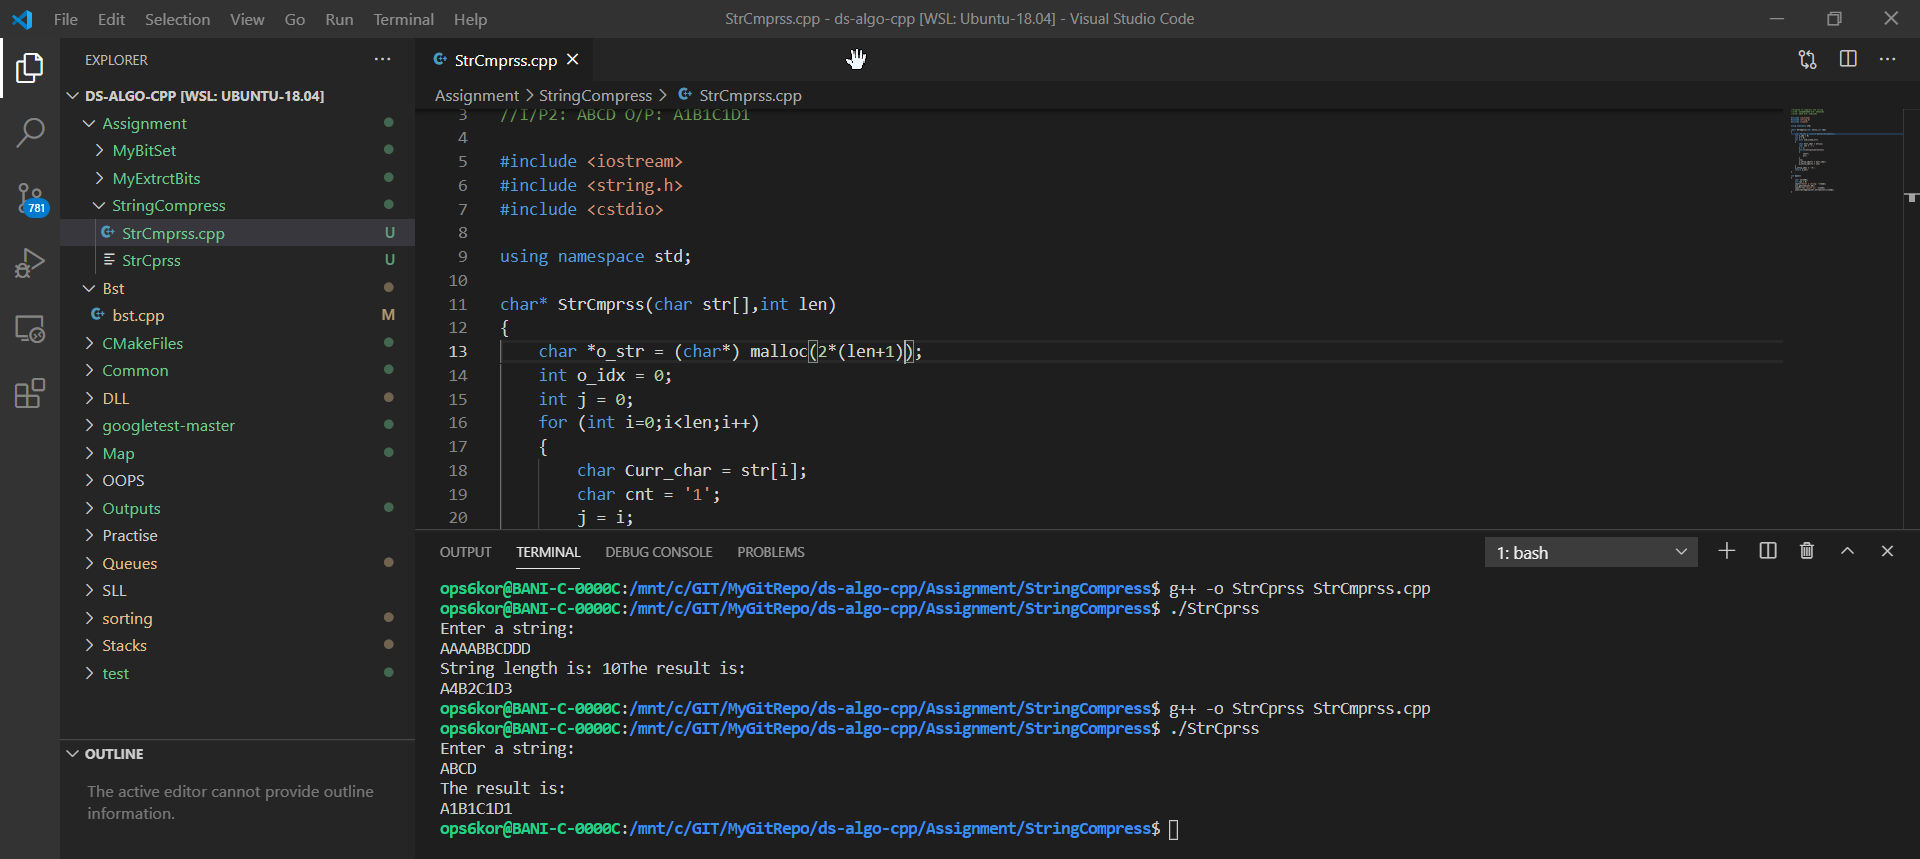 File Edit Selection View Go Run Terminal Help
StrCmprss.cpp - ds-algo-cpp [WSL: Ubuntu-18.04] - Visual Studio Code
EXPLORER
DS-ALGO-CPP [WSL: UBUNTU-18.04]
Assignment
MyBitSet
MyExtrctBits
StringCompress
StrCmprss.cpp U
StrCprss U
Bst
bst.cpp M
CMakeFiles
Common
DLL
googletest-master
Map
OOPS
Outputs
Practise
Queues
SLL
sorting
Stacks
test
781
OUTLINE
The active editor cannot provide outline
information.
StrCmprss.cpp
Assignment > StringCompress > StrCmprss.cpp
3 //I/P2: ABCD O/P: A1B1C1D1
4
5 #include <iostream>
6 #include <string.h>
7 #include <cstdio>
8
9 using namespace std;
10
11 char* StrCmprss(char str[],int len)
12 {
13 char *o_str = (char*) malloc(2*(len+1));
14 int o_idx = 0;
15 int j = 0;
16 for (int i=0;i<len;i++)
17 {
18 char Curr_char = str[i];
19 char cnt = '1';
20 j = i;
OUTPUT TERMINAL DEBUG CONSOLE PROBLEMS
1: bash
ops6kor@BANI-C-0000C:/mnt/c/GIT/MyGitRepo/ds-algo-cpp/Assignment/StringCompress$ g++ -o StrCprss StrCmprss.cpp
ops6kor@BANI-C-0000C:/mnt/c/GIT/MyGitRepo/ds-algo-cpp/Assignment/StringCompress$ ./StrCprss
Enter a string:
AAAABBCDDD
String length is: 10The result is:
A4B2C1D3
ops6kor@BANI-C-0000C:/mnt/c/GIT/MyGitRepo/ds-algo-cpp/Assignment/StringCompress$ g++ -o StrCprss StrCmprss.cpp
ops6kor@BANI-C-0000C:/mnt/c/GIT/MyGitRepo/ds-algo-cpp/Assignment/StringCompress$ ./StrCprss
Enter a string:
ABCD
The result is:
A1B1C1D1
ops6kor@BANI-C-0000C:/mnt/c/GIT/MyGitRepo/ds-algo-cpp/Assignment/StringCompress$